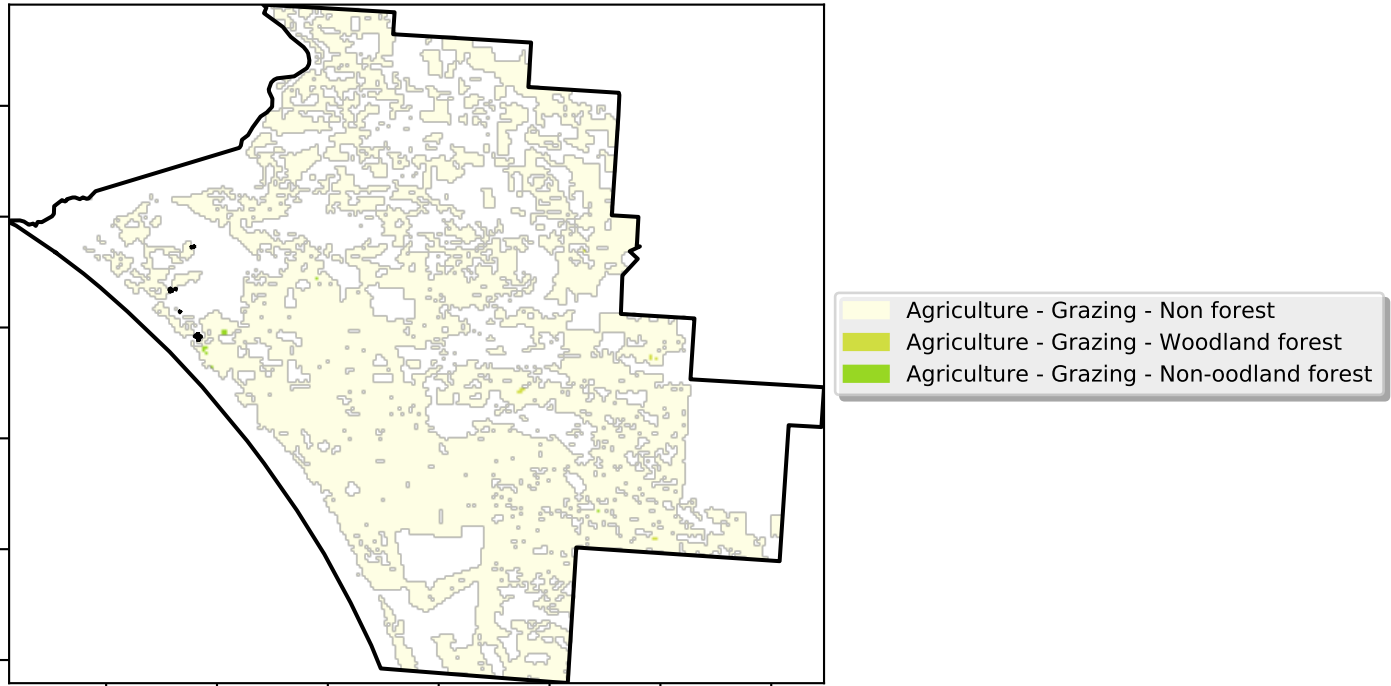 Agriculture - Grazing - Non forest
Agriculture - Grazing - Woodland forest
Agriculture - Grazing - Non-oodland forest